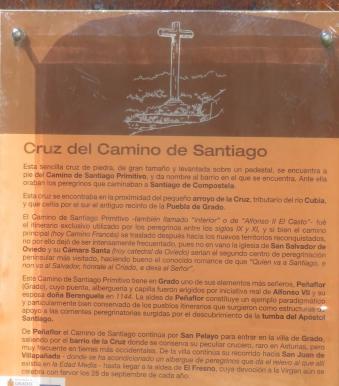 Cruz del Camino de Santiago
Esta sencilla cruz de piedra, de gran tamaño y levantada sobre un pedestal, se encuentra a
pie del Camino de Santiago Primitivo, y da nombre al barrio en el que se encuentra. Ante ella
oraban los peregrinos que caminaban a Santiago de Compostela.
Esta cruz se encontraba en la proximidad del pequeño arroyo de la Cruz, tributario del río Cubia,
y que corría por el sur del antiguo recinto de la Puebla de Grado.
El Camino de Santiago Primitivo -también llamado "Interior" o de "Alfonso II El Casto"- fué
el itinerario exclusivo utilizado por los peregrinos entre los siglos IX y XI, y si bien el camino
principal (hoy Camino Francés) se trasladó después hacia los nuevos territorios reconquistados,
no por ello dejó de ser intensamente frecuentado, pues no en vano la iglesia de San Salvador de
Oviedo y su Cámara Santa (hoy catedral de Oviedo) serían el segundo centro de peregrinación
peninsular más visitado, haciendo bueno el conocido romance de que "Quien va a Santiago, e
non va al Salvador, honrale al Criado, e dexa al Señor".
Este Camino de Santiago Primitivo tiene en Grado uno de sus elementos más señeros, Peñaflor
(Grado), cuyo puente, alberguería y capilla fueron erigidos por iniciativa real de Alfonso VII y su
esposa doña Berenguela en 1144. La aldea de Peñaflor constituye un ejemplo paradigmático
y particularmente bien conservado de los pueblos itinerarios que surgieron como estructuras de
apoyo a las corrientes peregrinatorias surgidas por el descubrimiento de la tumba del Apóstol
Santiago.
De Peñaflor el Camino de Santiago continúa por San Pelayo para entrar en la villa de Grado,
saliendo por el barrio de la Cruz donde se conserva su peculiar crucero, raro en Asturias, pero
muy frecuente en tierras más occidentales. De la villa continúa su recorrido hacia San Juan de
Villapañada - donde se ha acondicionado un albergue de peregrinos que da el relevo al que allí
existía en la Edad Media - hasta llegar a la aldea de El Fresno, cuya devoción a la Virgen aún se
celebra con fervor los 28 de septiembre de cada año.